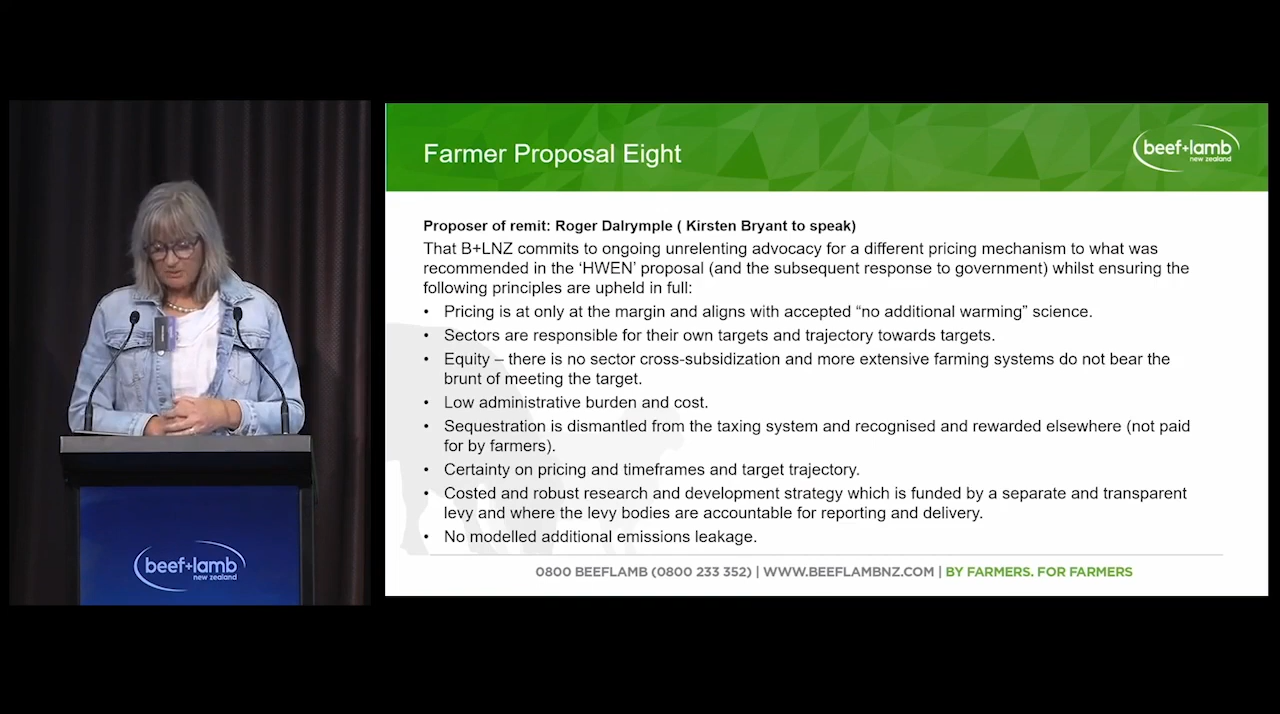 Farmer Proposal Eight
beef+lamb
new zealand
Proposer of remit: Roger Dalrymple ( Kirsten Bryant to speak)
That B+LNZ commits to ongoing unrelenting advocacy for a different pricing mechanism to what was
recommended in the ‘HWEN’ proposal (and the subsequent response to government) whilst ensuring the
following principles are upheld in full:
• Pricing is at only at the margin and aligns with accepted “no additional warming” science.
• Sectors are responsible for their own targets and trajectory towards targets.
• Equity – there is no sector cross-subsidization and more extensive farming systems do not bear the
brunt of meeting the target.
• Low administrative burden and cost.
• Sequestration is dismantled from the taxing system and recognised and rewarded elsewhere (not paid
for by farmers).
• Certainty on pricing and timeframes and target trajectory.
• Costed and robust research and development strategy which is funded by a separate and transparent
levy and where the levy bodies are accountable for reporting and delivery.
• No modelled additional emissions leakage.
0800 BEEFLAMB (0800 233 352) | WWW.BEEFLAMBNZ.COM | BY FARMERS. FOR FARMERS
beef+lamb
new zealand